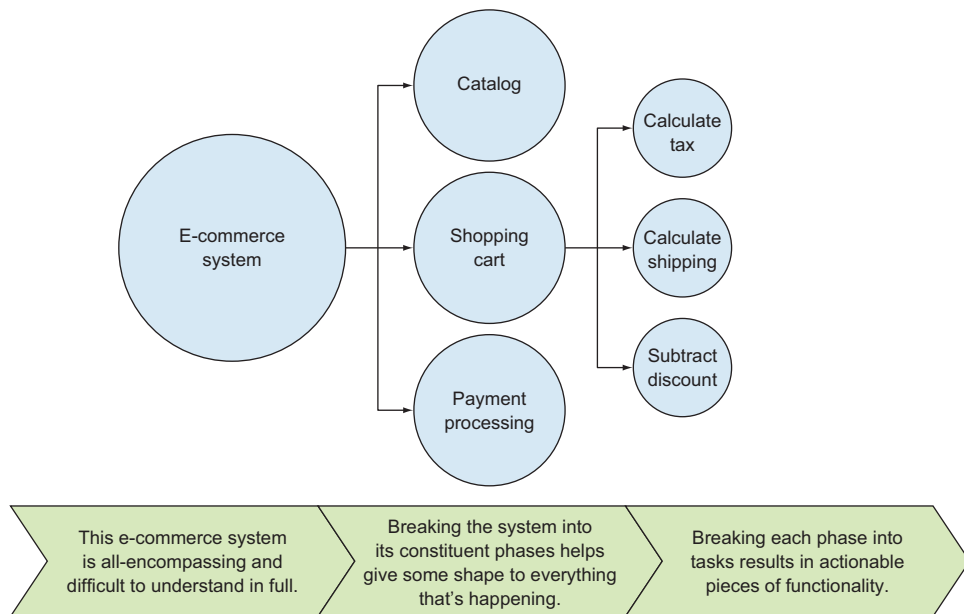 E-commerce
system
Catalog
Shopping
cart
Payment
processing
Calculate
tax
Calculate
shipping
Subtract
discount
This e-commerce system
is all-encompassing and
difficult to understand in full.
Breaking the system into
its constituent phases helps
give some shape to everything
that's happening.
Breaking each phase into
tasks results in actionable
pieces of functionality.